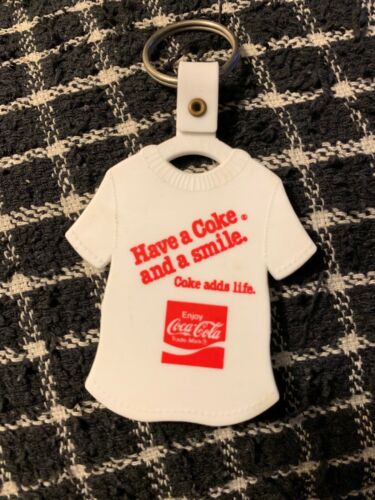 Have a Coke®
and a smile.
Coke adds life.
Enjoy
Coca-Cola
Trade-Mark®